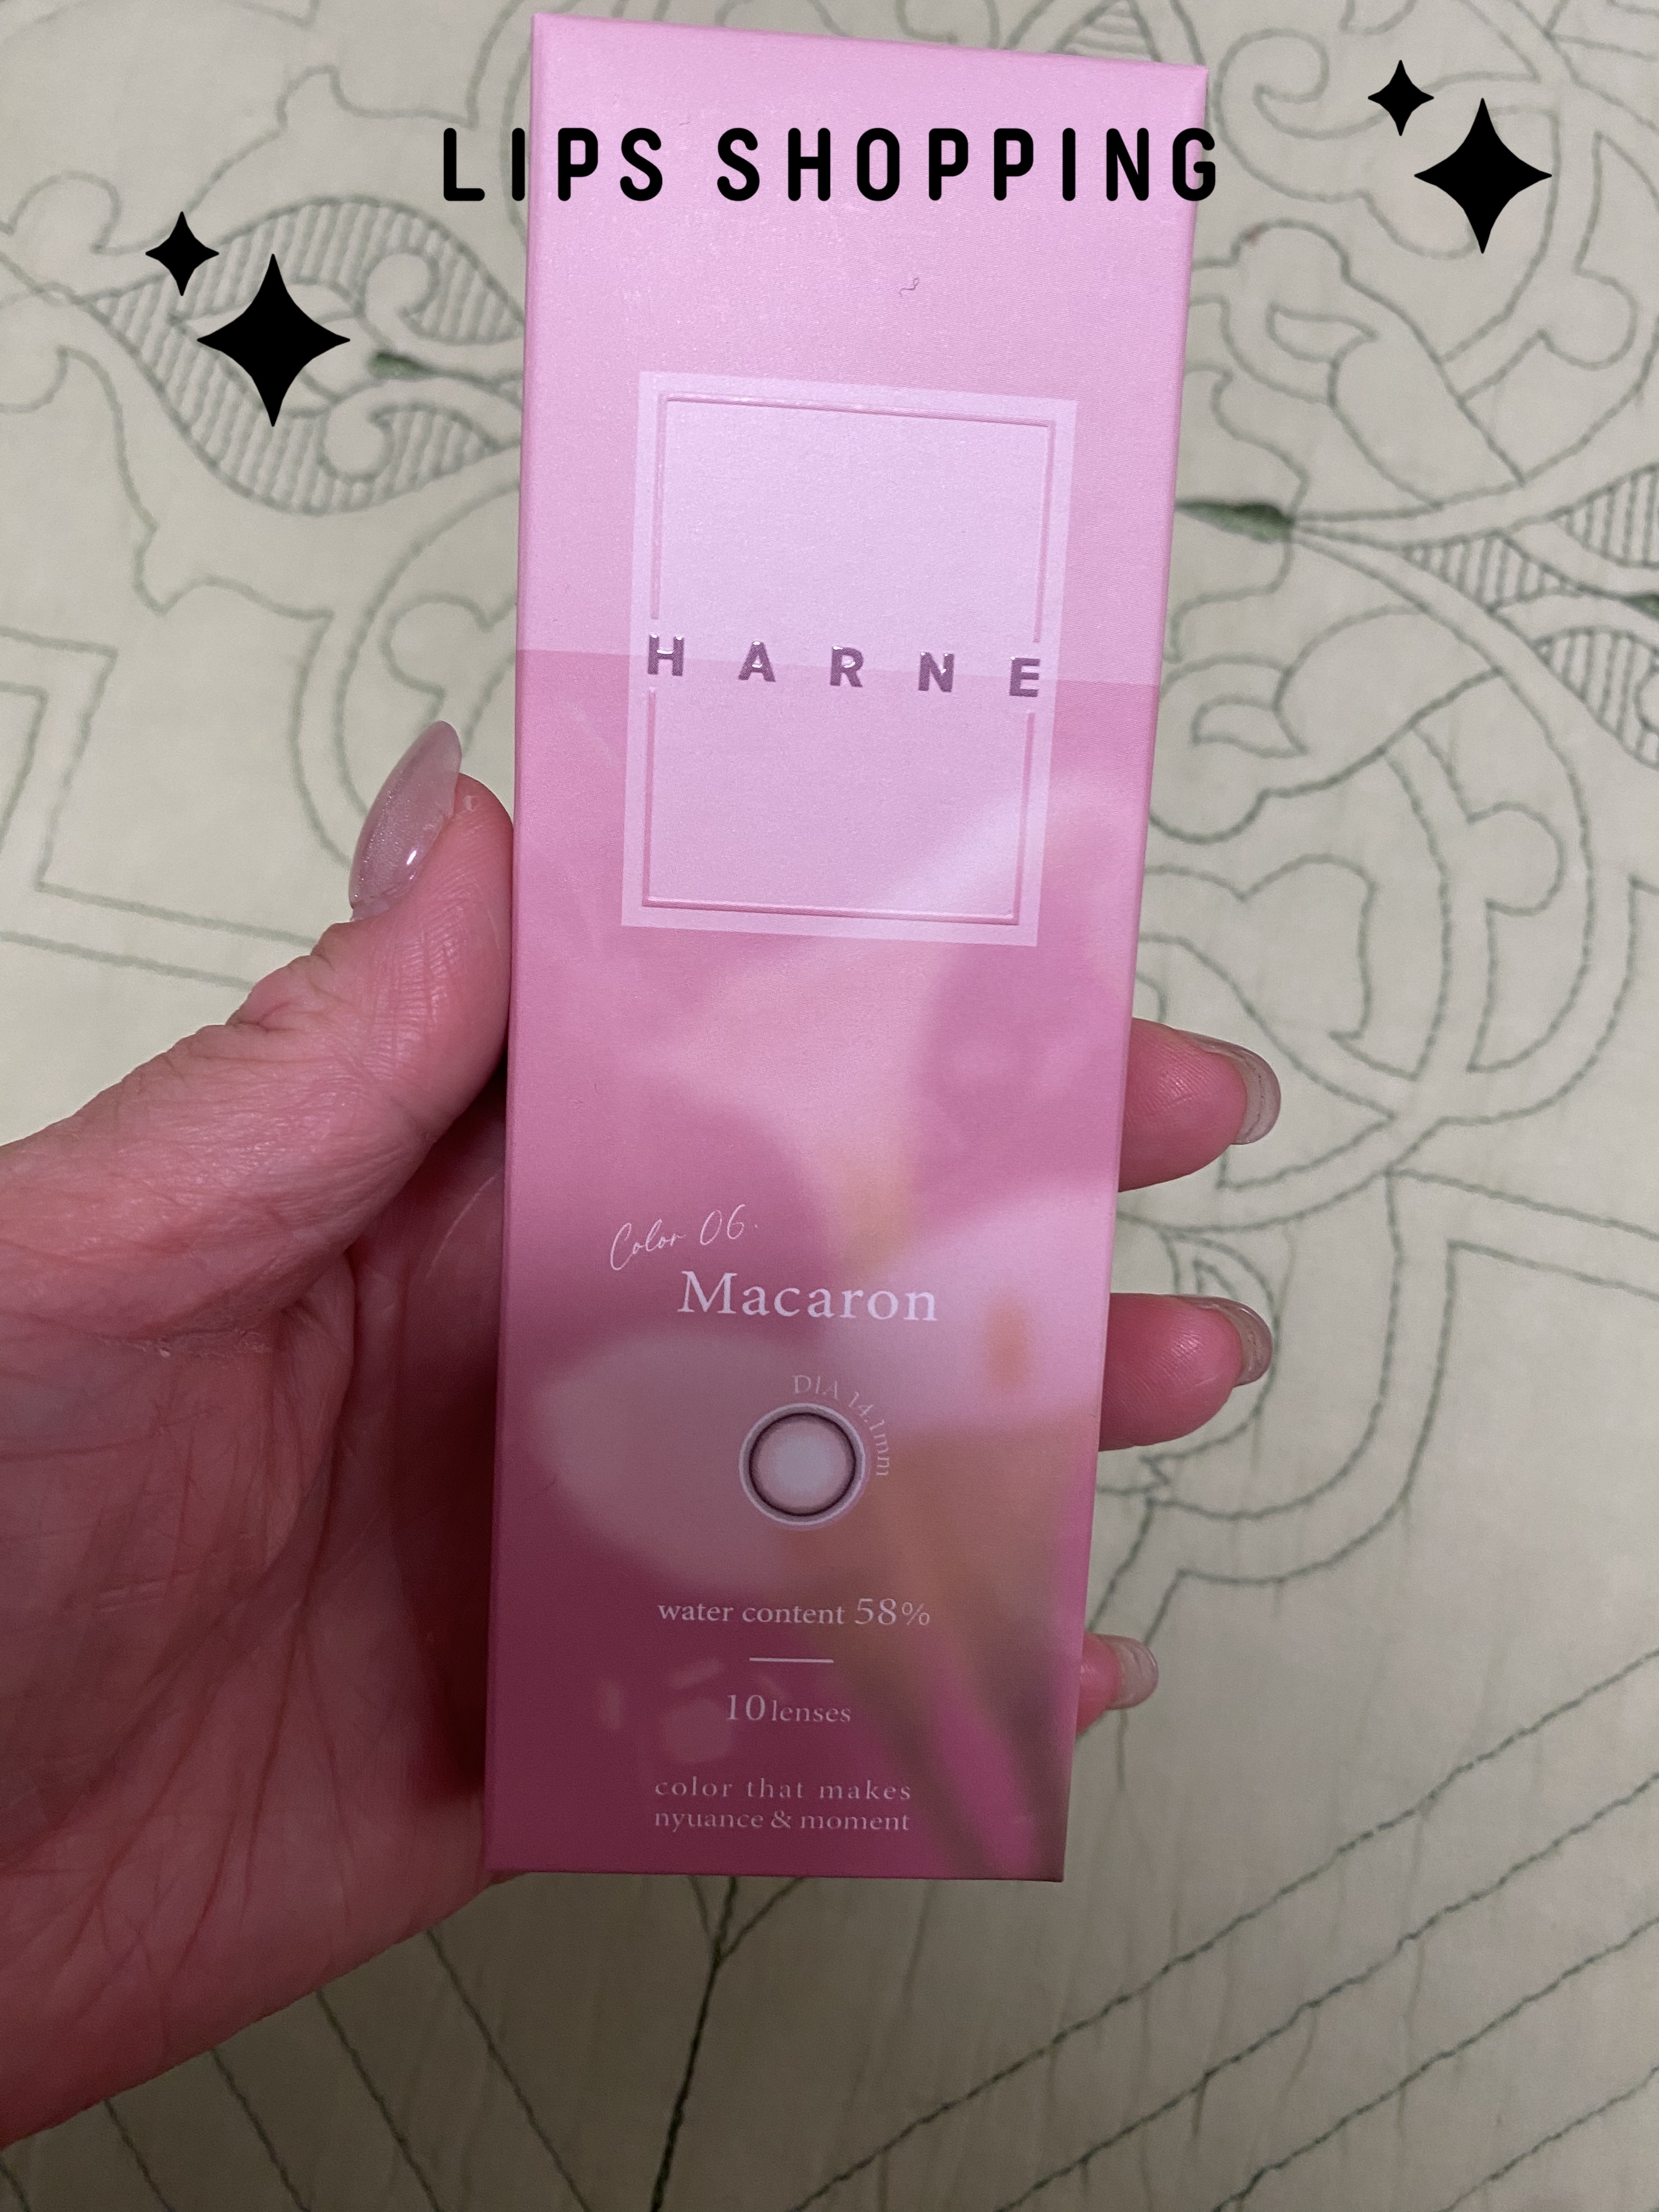 LIPS SHOPPING
HARNE
Color 06.
Macaron
DIA 14.1mm
water content 58%
10 lenses
color that makes
nyuance & moment